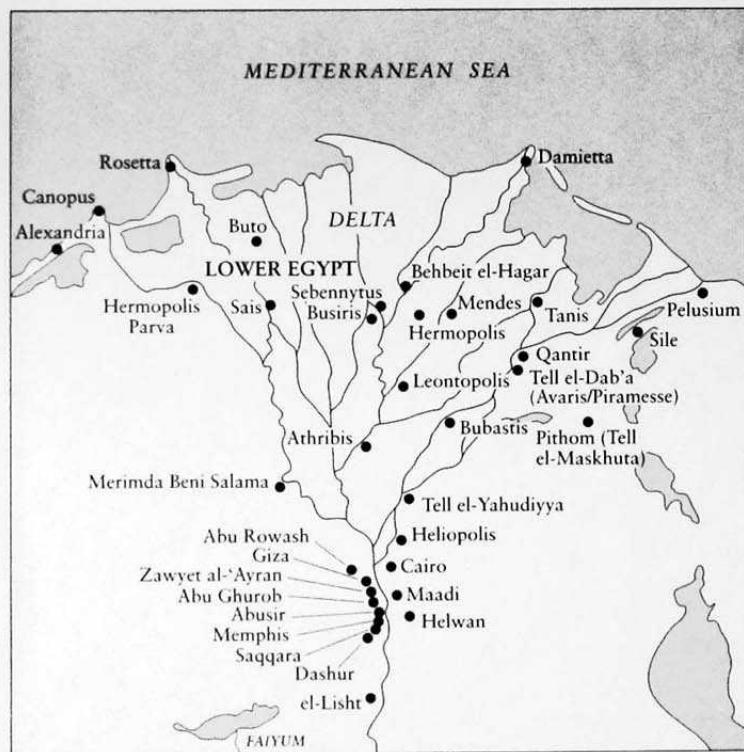 MEDITERRANEAN SEA
Rosetta
Damietta
Canopus
Alexandria
Buto
DELTA
LOWER EGYPT
Behbeit el-Hagar
Hermopolis
Parva
Sais
Sebennytus
Busiris
Mendes
Hermopolis
Tanis
Pelusium
Sile
Qantir
Leontopolis
Tell el-Dab'a
(Avaris/Piramesse)
Athribis
Bubastis
Pithom (Tell
el-Maskhuta)
Merimda Beni Salama
Tell el-Yahudiyya
Heliopolis
Abu Rowash
Giza
Cairo
Zawyet al-‘Ayran
Abu Ghurob
Maadi
Abusir
Helwan
Memphis
Saqqara
Dashur
el-Lisht
FAIYUM